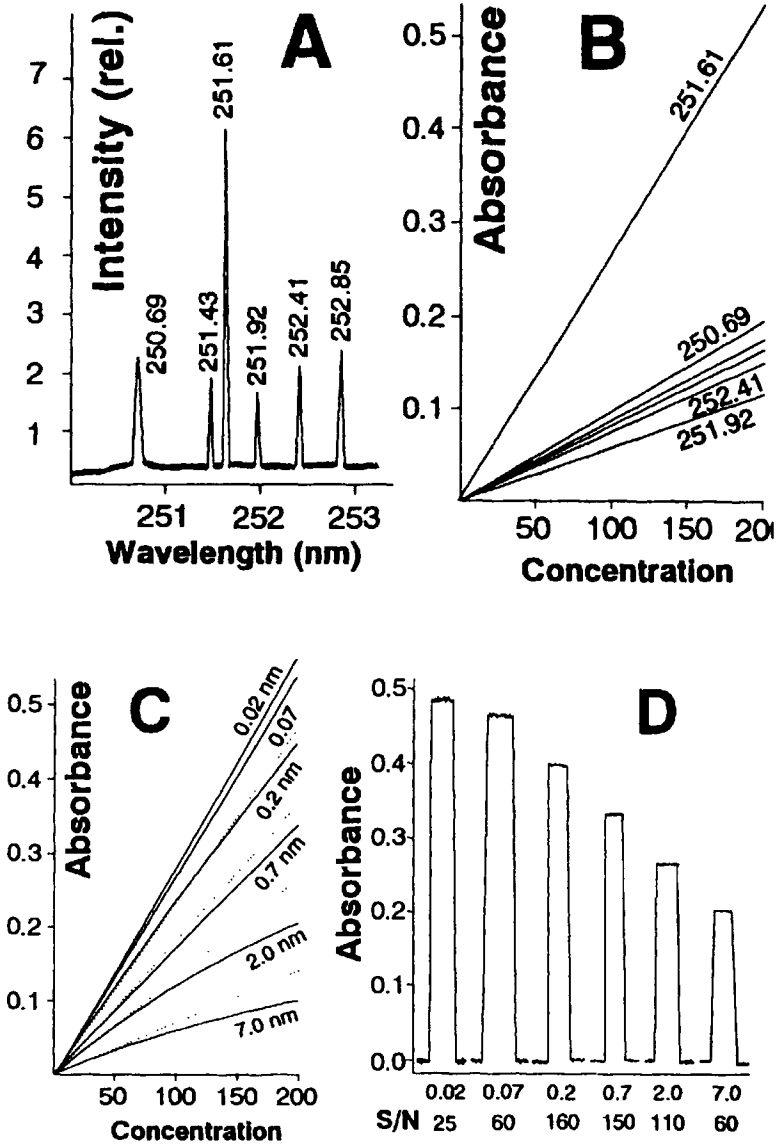 A
Intensity (rel.)
7
6
5
4
3
2
1
250.69
251.43
251.61
251.92
252.41
252.85
251 252 253
Wavelength (nm)
B
Absorbance
0.5
0.4
0.3
0.2
0.1
251.61
250.69
252.41
251.92
50 100 150 200
Concentration
C
Absorbance
0.5
0.4
0.3
0.2
0.1
0.02 nm
0.07
0.2 nm
0.7 nm
2.0 nm
7.0 nm
50 100 150 200
Concentration
D
Absorbance
0.5
0.4
0.3
0.2
0.1
0.0
0.02 0.07 0.2 0.7 2.0 7.0
S/N 25 60 160 150 110 60